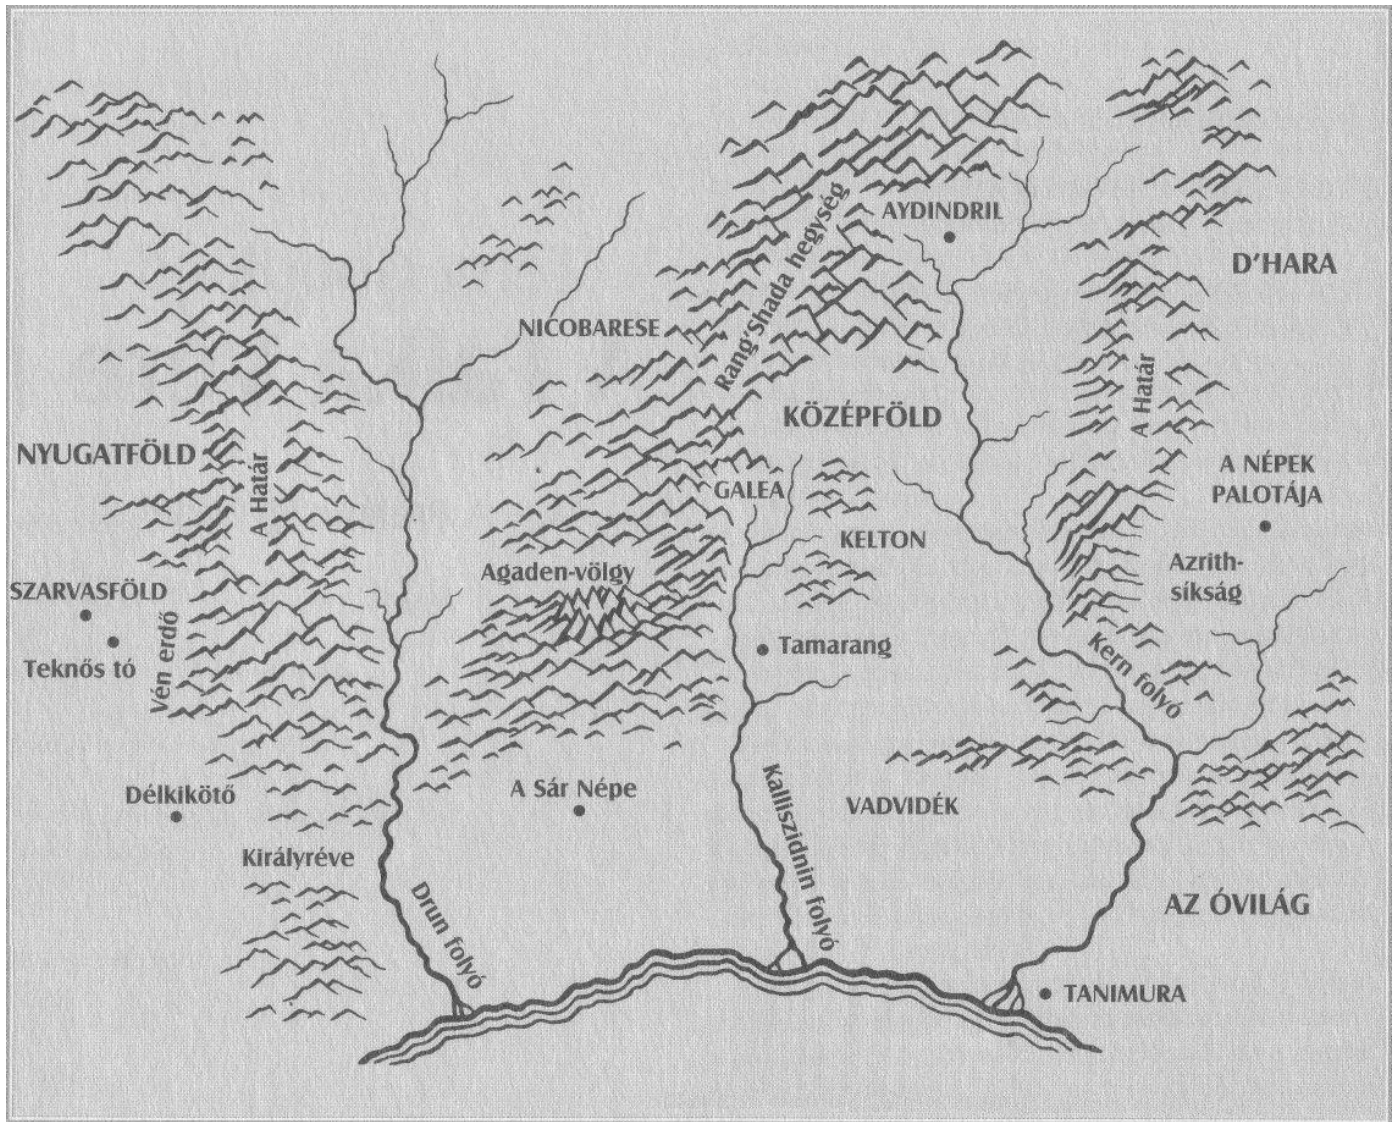 AYDINDRIL
Rang'Shada hegység
D'HARA
NICOBARESE
A Határ
KÖZÉPFÖLD
NYUGATFÖLD
A Határ
A NÉPEK
PALOTÁJA
GALEA
KELTON
Agaden-völgy
Azrith-
síkság
SZARVASFÖLD
Teknős tó
Vén erdő
Tamarang
Kern folyó
Délkikötő
A Sár Népe
Kalliszidnin folyó
VADVIDÉK
Királyréve
Drun folyó
AZ ÓVILÁG
TANIMURA